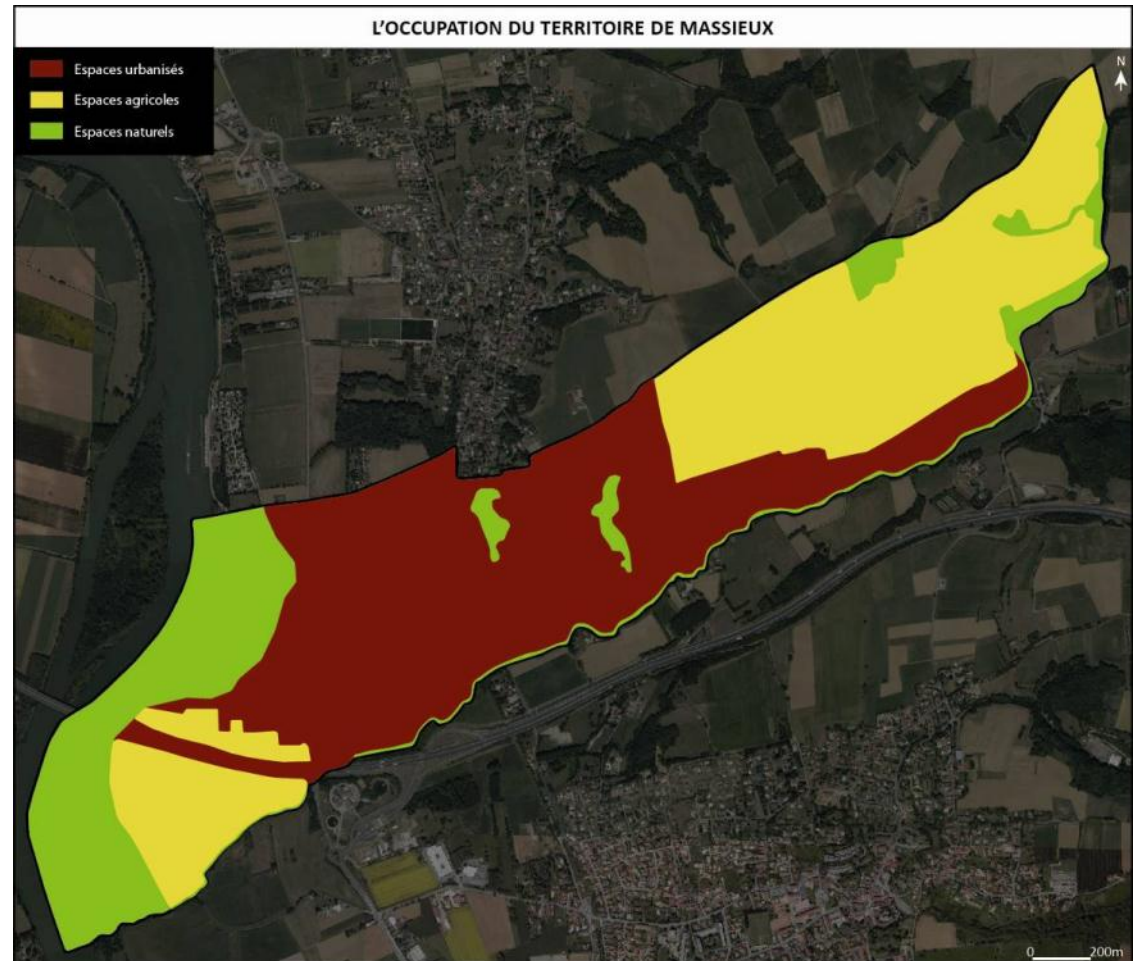 L'OCCUPATION DU TERRITOIRE DE MASSIEUX
Espaces urbanisés
Espaces agricoles
Espaces naturels
N
0 200m